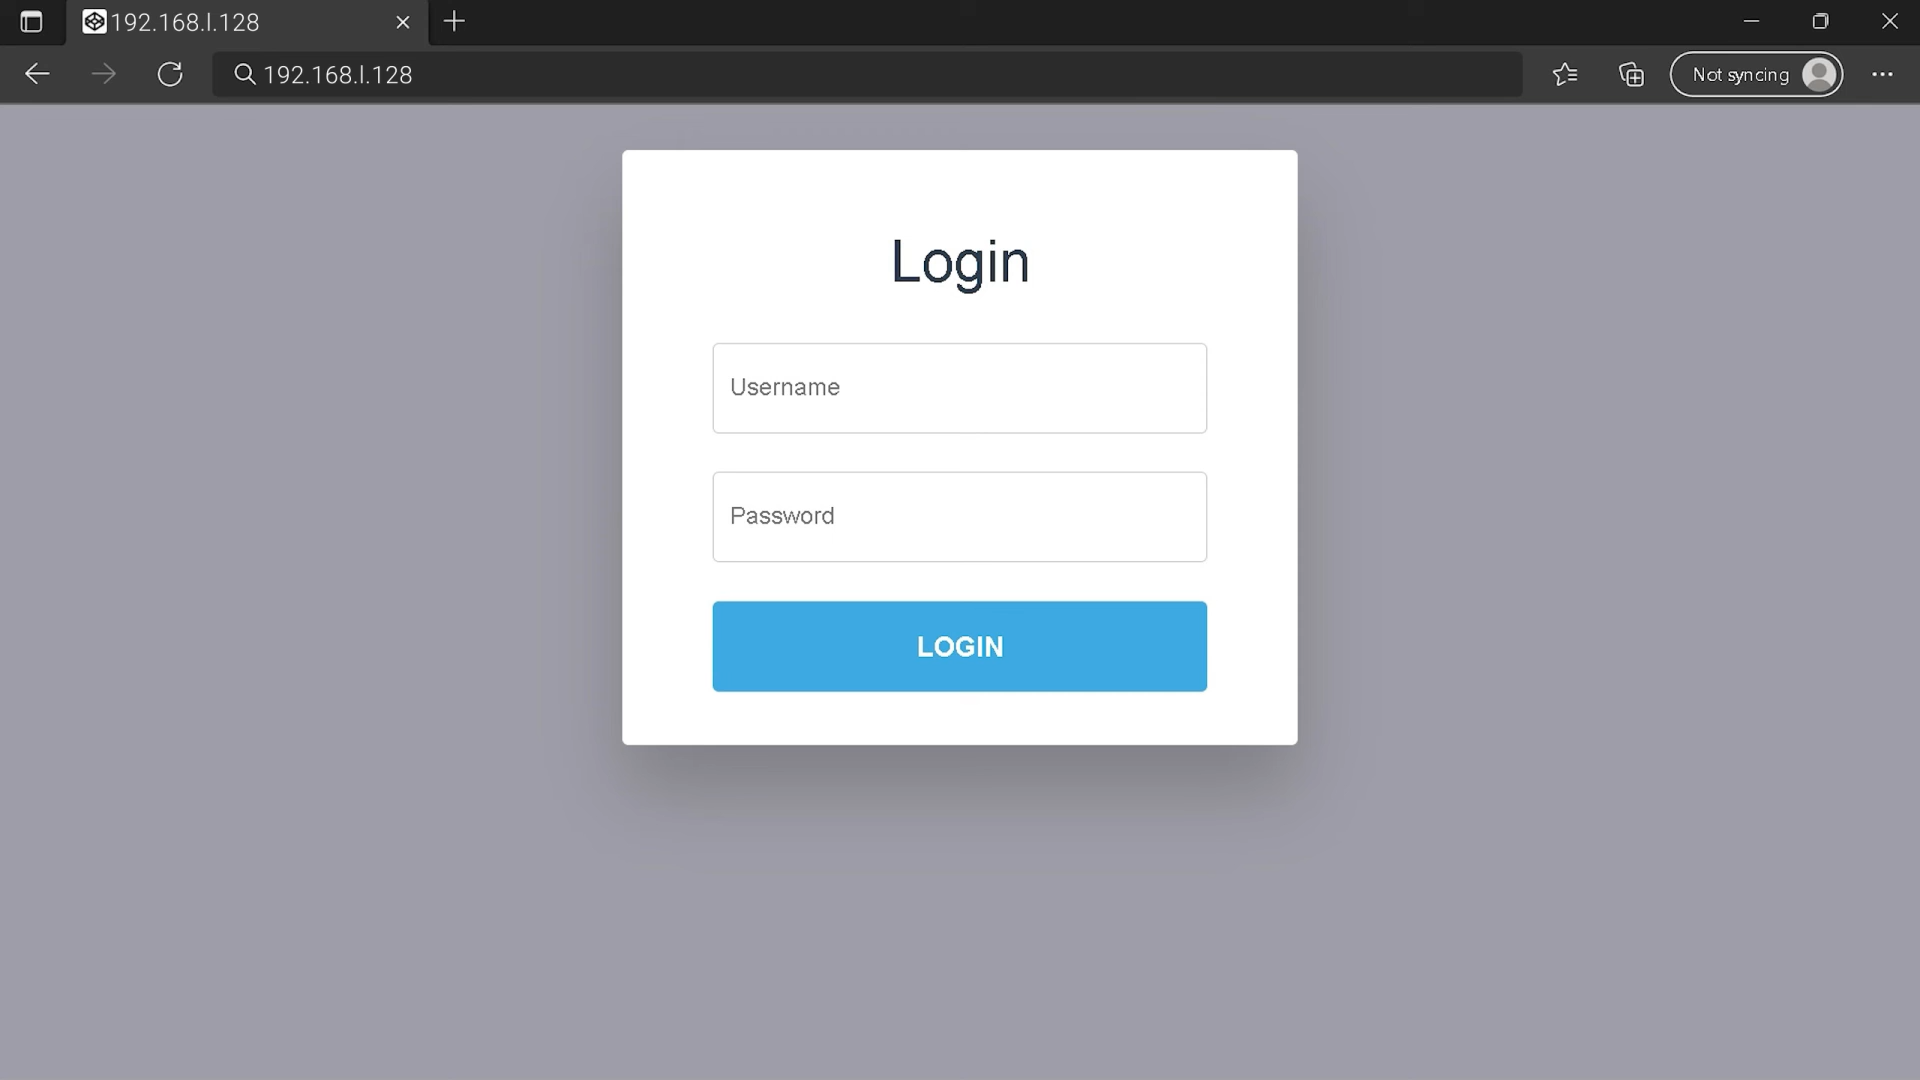 192.168.l.128
192.168.l.128
Not syncing
Login
Username
Password
LOGIN